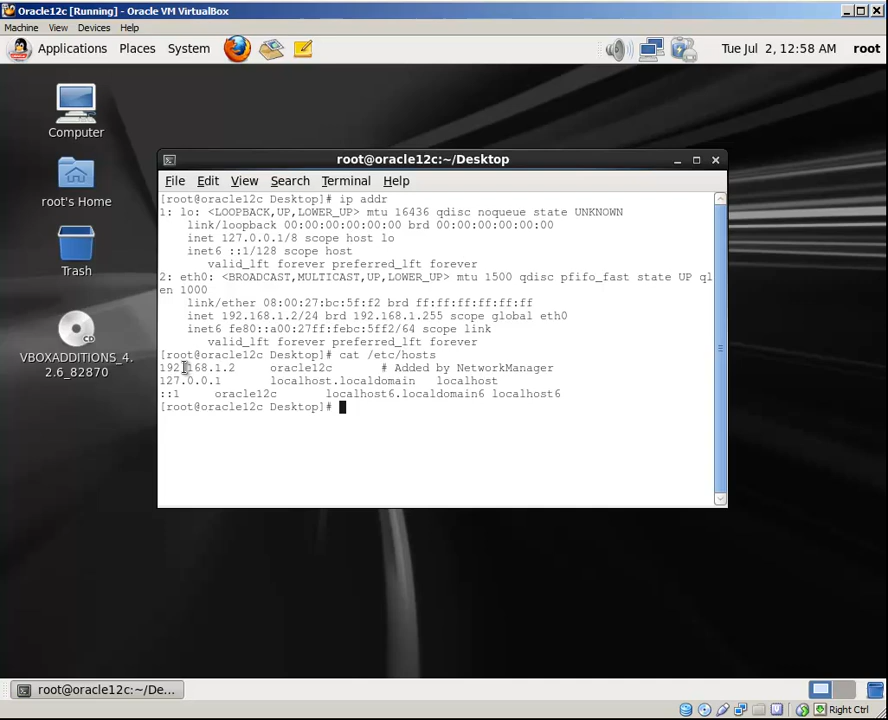 Oracle12c [Running] - Oracle VM VirtualBox
Machine View Devices Help
Applications Places System Tue Jul 2, 12:58 AM root
Computer
root's Home
Trash
VBOXADDITIONS_4.
2.6_82870
root@oracle12c:~/Desktop
File Edit View Search Terminal Help
[root@oracle12c Desktop]# ip addr
1: lo: <LOOPBACK,UP,LOWER_UP> mtu 16436 qdisc noqueue state UNKNOWN
link/loopback 00:00:00:00:00:00 brd 00:00:00:00:00:00
inet 127.0.0.1/8 scope host lo
inet6 ::1/128 scope host
valid_lft forever preferred_lft forever
2: eth0: <BROADCAST,MULTICAST,UP,LOWER_UP> mtu 1500 qdisc pfifo_fast state UP ql
en 1000
link/ether 08:00:27:bc:5f:f2 brd ff:ff:ff:ff:ff:ff
inet 192.168.1.2/24 brd 192.168.1.255 scope global eth0
inet6 fe80::a00:27ff:febc:5ff2/64 scope link
valid_lft forever preferred_lft forever
[root@oracle12c Desktop]# cat /etc/hosts
192.168.1.2 oracle12c # Added by NetworkManager
127.0.0.1 localhost.localdomain localhost
::1 oracle12c localhost6.localdomain6 localhost6
[root@oracle12c Desktop]#
root@oracle12c:~/De...
Right Ctrl